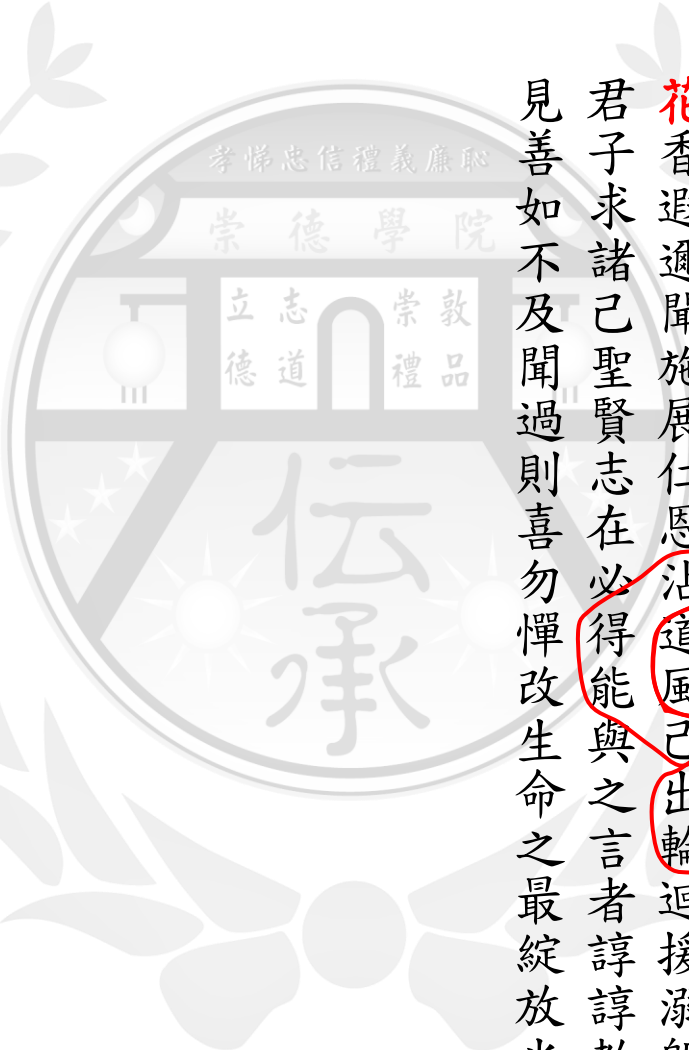 花香遐邇聞施展仁恩沾道風己出輪迴援溺
君子求諸己聖賢志在必得能與之言者諄諄教
見善如不及聞過則喜勿憚改生命之最綻放
孝悌忠信禮義廉恥
崇德學院
立志 崇敦
德道 禮品
伝承